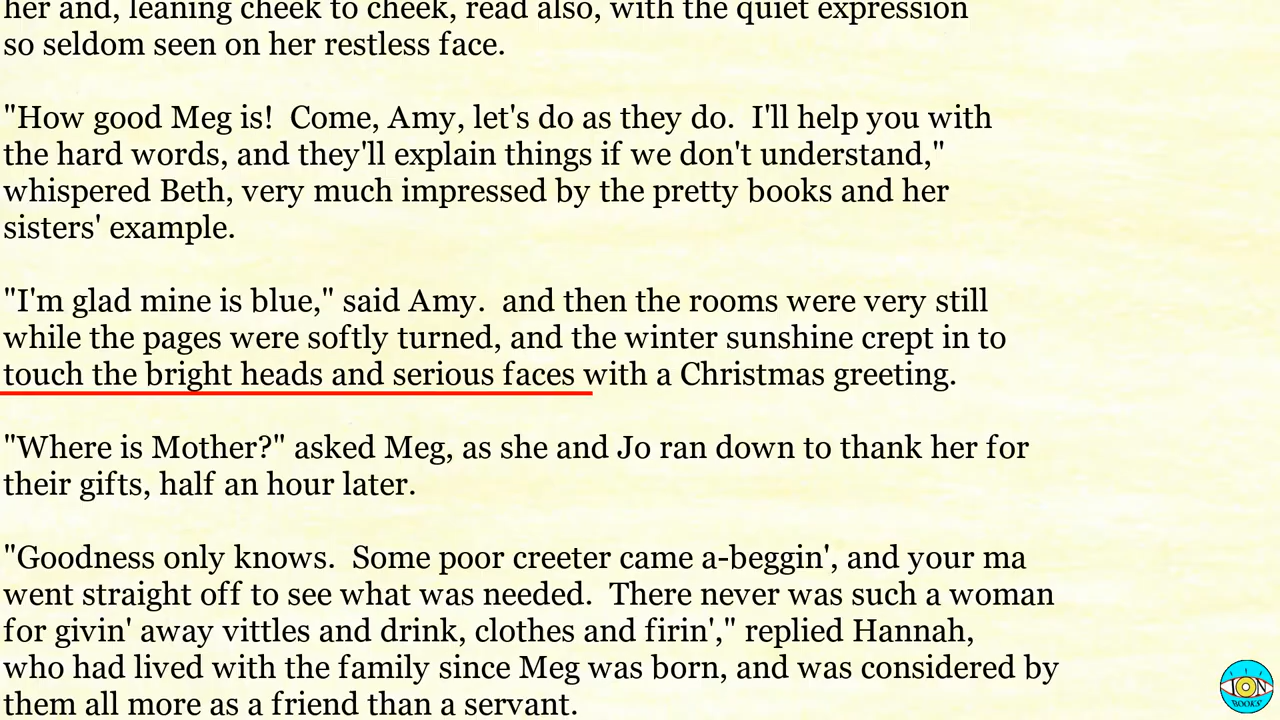 her and, leaning cheek to cheek, read also, with the quiet expression
so seldom seen on her restless face.
"How good Meg is!  Come, Amy, let's do as they do.  I'll help you with
the hard words, and they'll explain things if we don't understand,"
whispered Beth, very much impressed by the pretty books and her
sisters' example.
"I'm glad mine is blue," said Amy.  and then the rooms were very still
while the pages were softly turned, and the winter sunshine crept in to
touch the bright heads and serious faces with a Christmas greeting.
"Where is Mother?" asked Meg, as she and Jo ran down to thank her for
their gifts, half an hour later.
"Goodness only knows.  Some poor creeter came a-beggin', and your ma
went straight off to see what was needed.  There never was such a woman
for givin' away vittles and drink, clothes and firin'," replied Hannah,
who had lived with the family since Meg was born, and was considered by
them all more as a friend than a servant.
ION
BOOKS